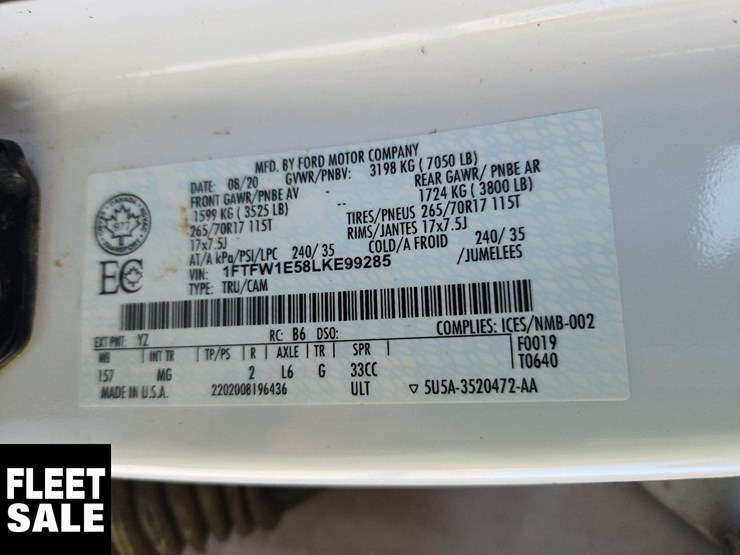 MFD. BY FORD MOTOR COMPANY
DATE: 08/20 GVWR/PNBV: 3198 KG ( 7050 LB)
FRONT GAWR/PNBE AV REAR GAWR/ PNBE AR
1599 KG ( 3525 LB) 1724 KG ( 3800 LB)
265/70R17 115T TIRES/PNEUS 265/70R17 115T
17x7.5J RIMS/JANTES 17x7.5J
AT/A kPa/PSI/LPC 240/ 35 COLD/A FROID 240/ 35
VIN: 1FTFW1E58LKE99285 /JUMELEES
TYPE: TRU/CAM
CANADA
977
TRANSPORT
EC
EXT PNT: YZ RC: B6 DSO: COMPLIES: ICES/NMB-002
WB INT TR TP/PS R AXLE TR SPR F0019
157 MG 2 L6 G 33CC T0640
MADE IN U.S.A. 2202008196436 ULT ▽ 5U5A-3520472-AA
FLEET
SALE